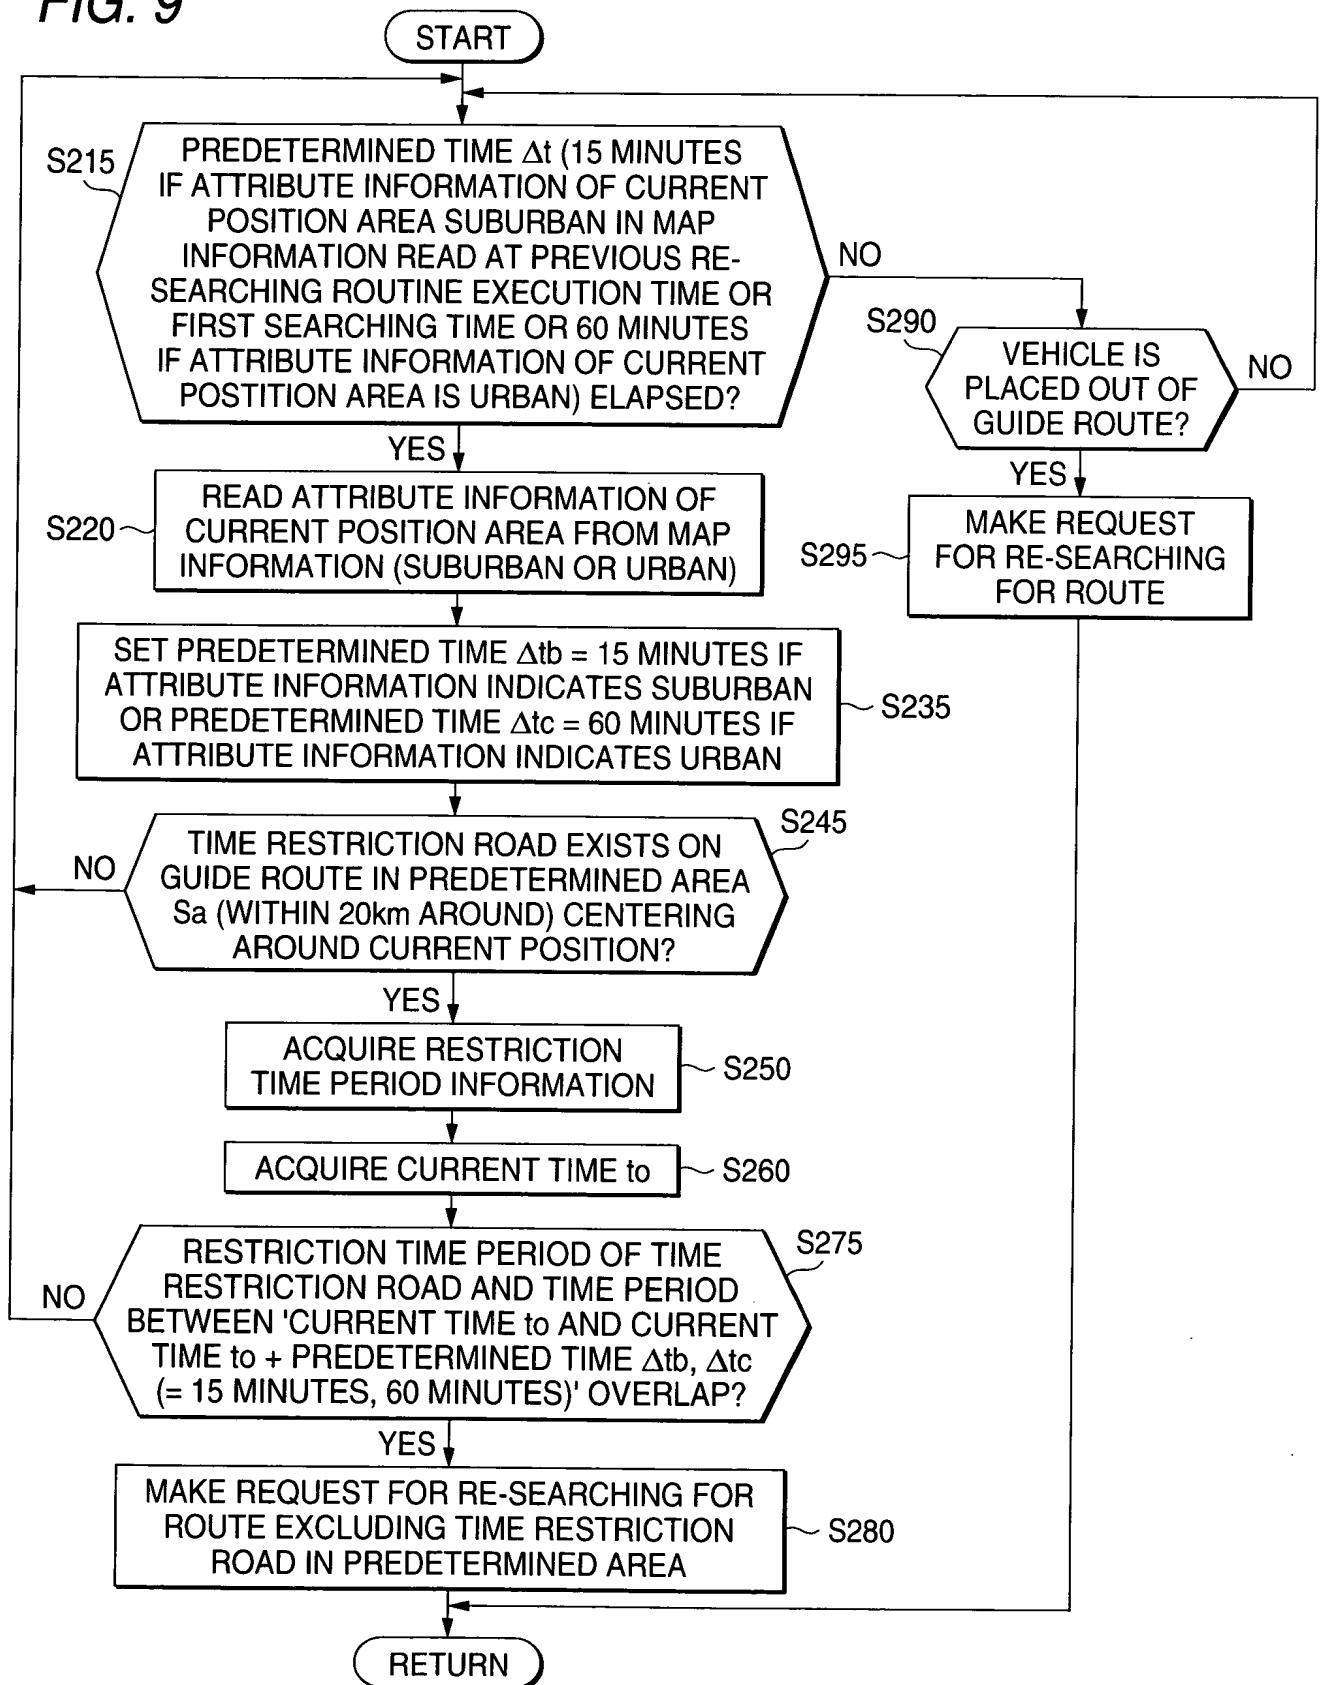 FIG. 9
START
S215
PREDETERMINED TIME Δt (15 MINUTES
IF ATTRIBUTE INFORMATION OF CURRENT
POSITION AREA SUBURBAN IN MAP
INFORMATION READ AT PREVIOUS RE-
SEARCHING ROUTINE EXECUTION TIME OR
FIRST SEARCHING TIME OR 60 MINUTES
IF ATTRIBUTE INFORMATION OF CURRENT
POSTITION AREA IS URBAN) ELAPSED?
NO
S290
VEHICLE IS
PLACED OUT OF
GUIDE ROUTE?
NO
YES
S295
MAKE REQUEST
FOR RE-SEARCHING
FOR ROUTE
YES
S220
READ ATTRIBUTE INFORMATION OF
CURRENT POSITION AREA FROM MAP
INFORMATION (SUBURBAN OR URBAN)
SET PREDETERMINED TIME Δtb = 15 MINUTES IF
ATTRIBUTE INFORMATION INDICATES SUBURBAN
OR PREDETERMINED TIME Δtc = 60 MINUTES IF
ATTRIBUTE INFORMATION INDICATES URBAN
S235
S245
TIME RESTRICTION ROAD EXISTS ON
GUIDE ROUTE IN PREDETERMINED AREA
Sa (WITHIN 20km AROUND) CENTERING
AROUND CURRENT POSITION?
NO
YES
ACQUIRE RESTRICTION
TIME PERIOD INFORMATION
S250
ACQUIRE CURRENT TIME to
S260
S275
RESTRICTION TIME PERIOD OF TIME
RESTRICTION ROAD AND TIME PERIOD
BETWEEN 'CURRENT TIME to AND CURRENT
TIME to + PREDETERMINED TIME Δtb, Δtc
(= 15 MINUTES, 60 MINUTES)' OVERLAP?
NO
YES
MAKE REQUEST FOR RE-SEARCHING FOR
ROUTE EXCLUDING TIME RESTRICTION
ROAD IN PREDETERMINED AREA
S280
RETURN